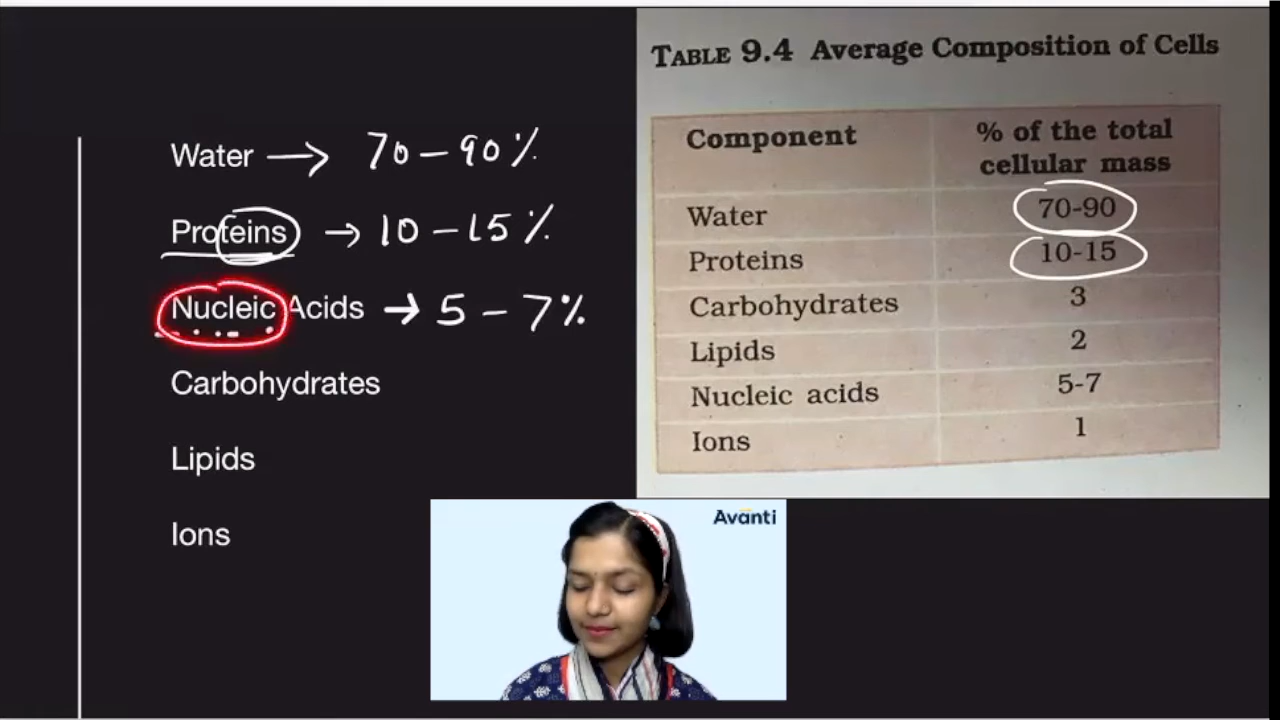 Water → 70 – 90%
Proteins → 10 – 15%
Nucleic Acids → 5 – 7%
Carbohydrates
Lipids
Ions
TABLE 9.4 Average Composition of Cells
Component % of the total cellular mass
Water 70-90
Proteins 10-15
Carbohydrates 3
Lipids 2
Nucleic acids 5-7
Ions 1
Avanti